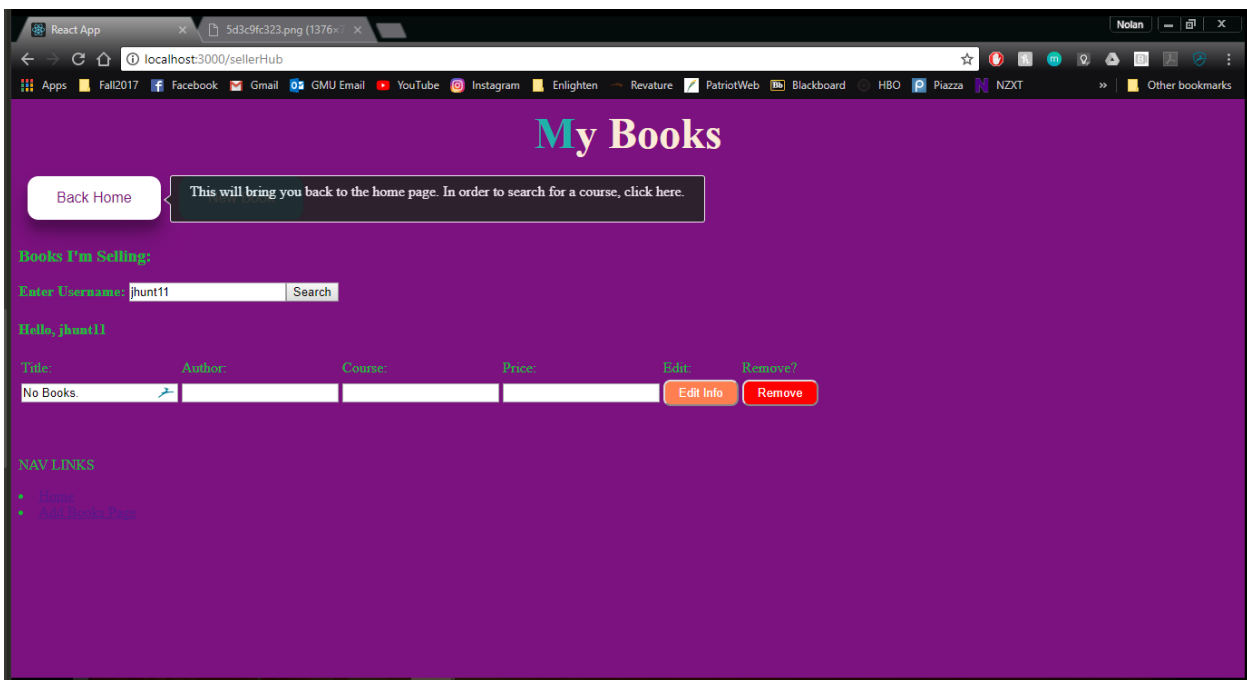 React App
5d3c9fc323.png (1376×7
Nolan
localhost:3000/sellerHub
Apps Fall2017 Facebook Gmail GMU Email YouTube Instagram Enlighten Revature PatriotWeb Blackboard HBO Piazza NZXT » Other bookmarks
My Books
Back Home
This will bring you back to the home page. In order to search for a course, click here.
New Book
Books I'm Selling:
Enter Username: jhunt11 Search
Hello, jhunt11
Title: Author: Course: Price: Edit: Remove?
No Books. Edit Info Remove
NAV LINKS
Home
Add Books Page